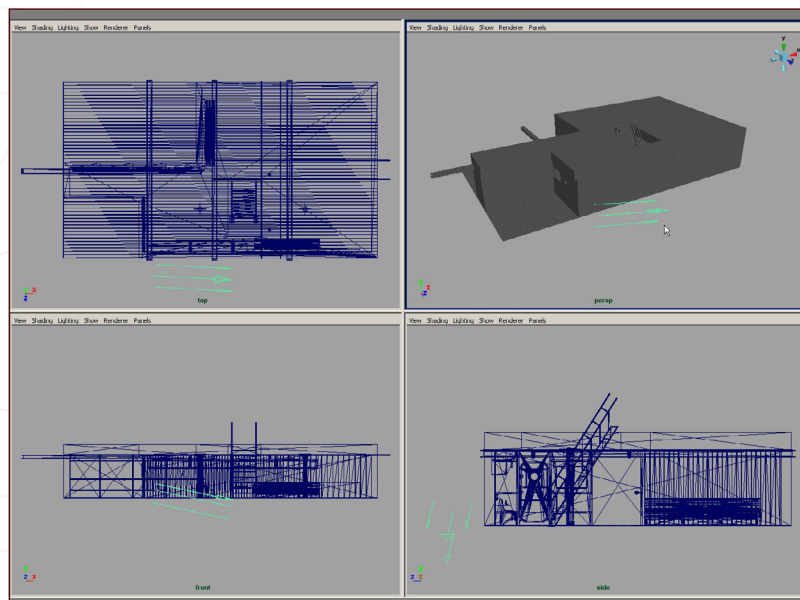 View Shading Lighting Show Renderer Panels
View Shading Lighting Show Renderer Panels
y
x
top
persp
View Shading Lighting Show Renderer Panels
View Shading Lighting Show Renderer Panels
y
z x
front
y
z x
side